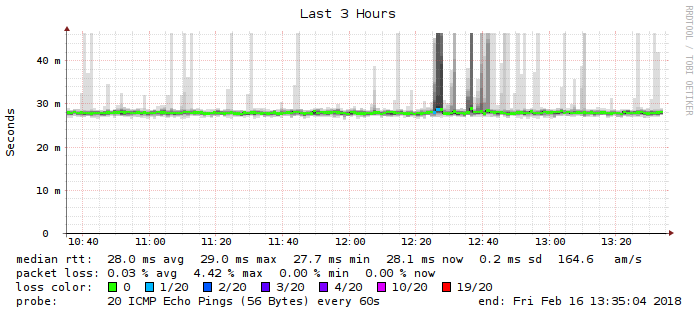 Last 3 Hours
RRDTOOL / TOBI OETIKER
Seconds
40 m
30 m
20 m
10 m
0
10:40 11:00 11:20 11:40 12:00 12:20 12:40 13:00 13:20
median rtt: 28.0 ms avg 29.0 ms max 27.7 ms min 28.1 ms now 0.2 ms sd 164.6 am/s
packet loss: 0.03 % avg 4.42 % max 0.00 % min 0.00 % now
loss color: 0 1/20 2/20 3/20 4/20 10/20 19/20
probe: 20 ICMP Echo Pings (56 Bytes) every 60s end: Fri Feb 16 13:35:04 2018